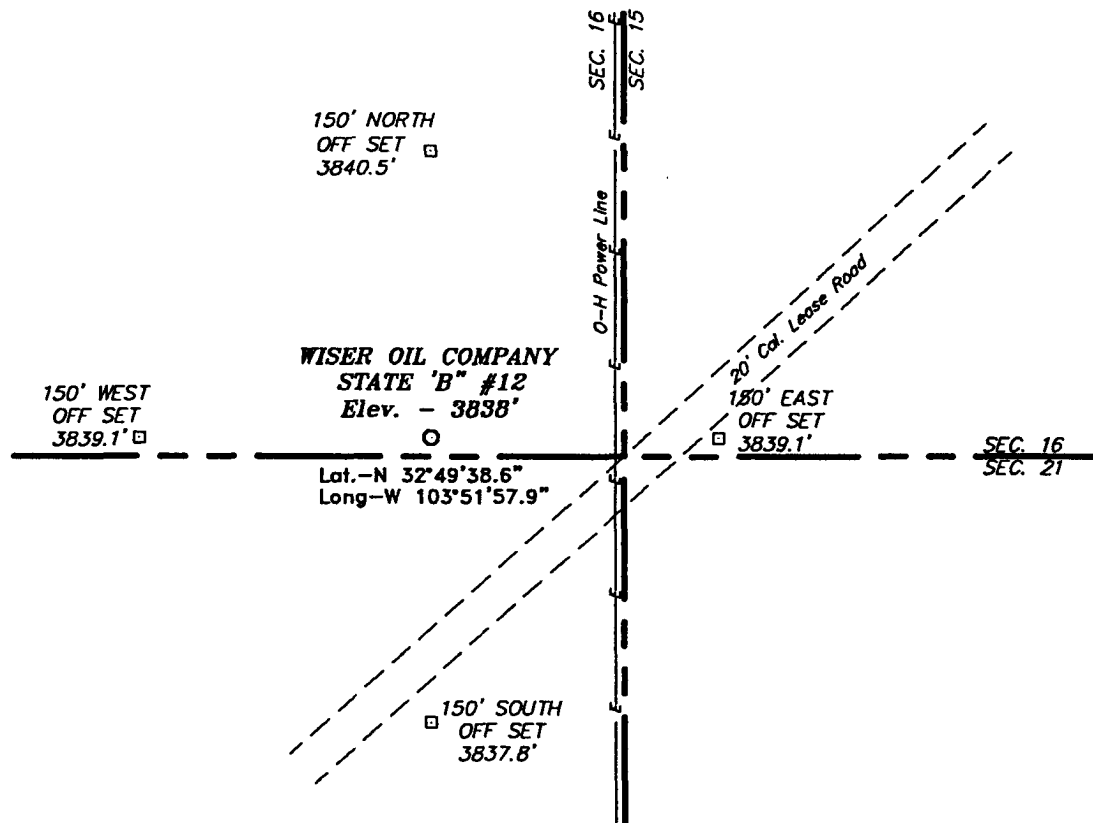 SEC. 16
SEC. 15
150' NORTH
OFF SET
3840.5'
O-H Power Line
20' Cal. Lease Road
WISER OIL COMPANY
STATE 'B" #12
Elev. - 3838'
150' WEST
OFF SET
3839.1'
150' EAST
OFF SET
3839.1'
SEC. 16
SEC. 21
Lat.-N 32°49'38.6"
Long-W 103°51'57.9"
150' SOUTH
OFF SET
3837.8'